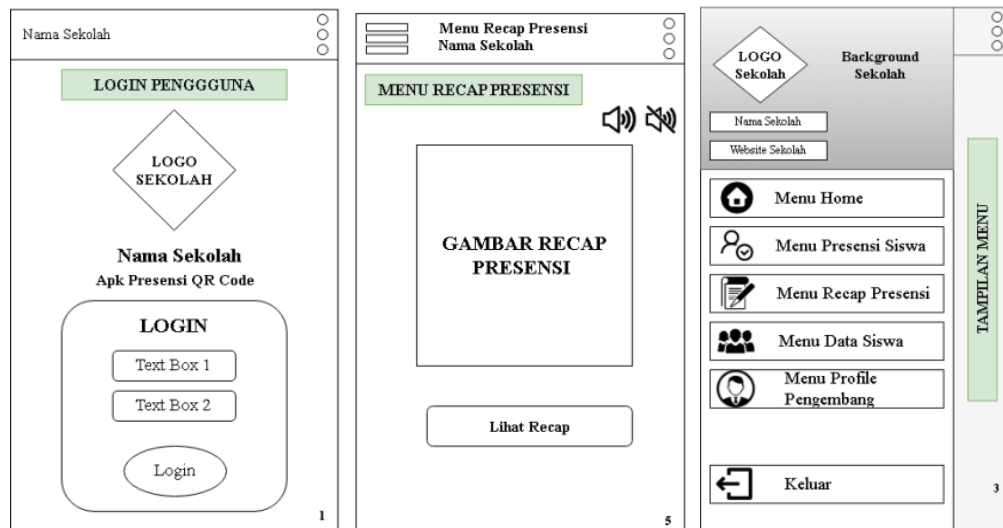 Nama Sekolah
LOGIN PENGGGUNA
LOGO
SEKOLAH
Nama Sekolah
Apk Presensi QR Code
LOGIN
Text Box 1
Text Box 2
Login
1
Menu Recap Presensi
Nama Sekolah
MENU RECAP PRESENSI
GAMBAR RECAP
PRESENSI
Lihat Recap
5
LOGO
Sekolah
Background
Sekolah
Nama Sekolah
Website Sekolah
Menu Home
Menu Presensi Siswa
Menu Recap Presensi
Menu Data Siswa
Menu Profile
Pengembang
Keluar
TAMPILAN MENU
3